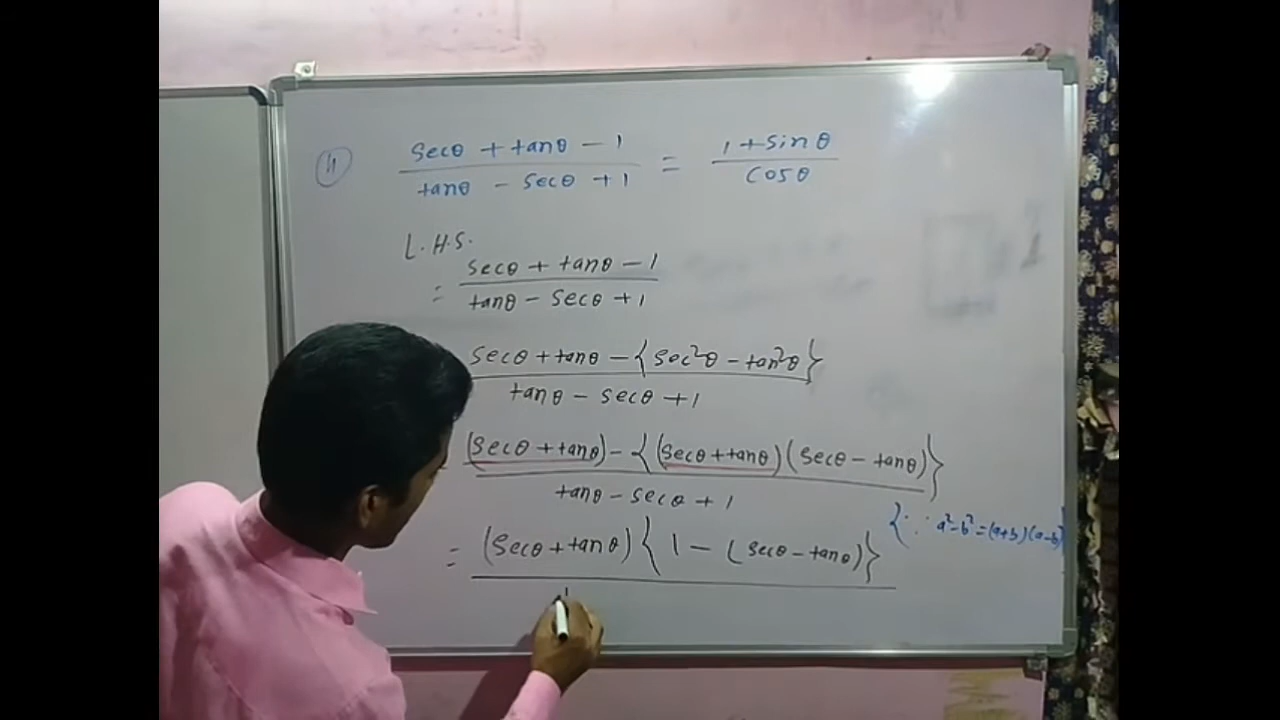 11
secθ + tanθ - 1 / tanθ - secθ + 1 = 1 + sin θ / cosθ
L.H.S.
= secθ + tanθ - 1 / tanθ - secθ + 1
secθ + tanθ - {sec²θ - tan²θ} / tanθ - secθ + 1
(secθ + tanθ) - {(secθ + tanθ)(secθ - tanθ)} / tanθ - secθ + 1
{∵ a²-b² = (a+b)(a-b)
= (secθ + tanθ) {1 - (secθ - tanθ)}